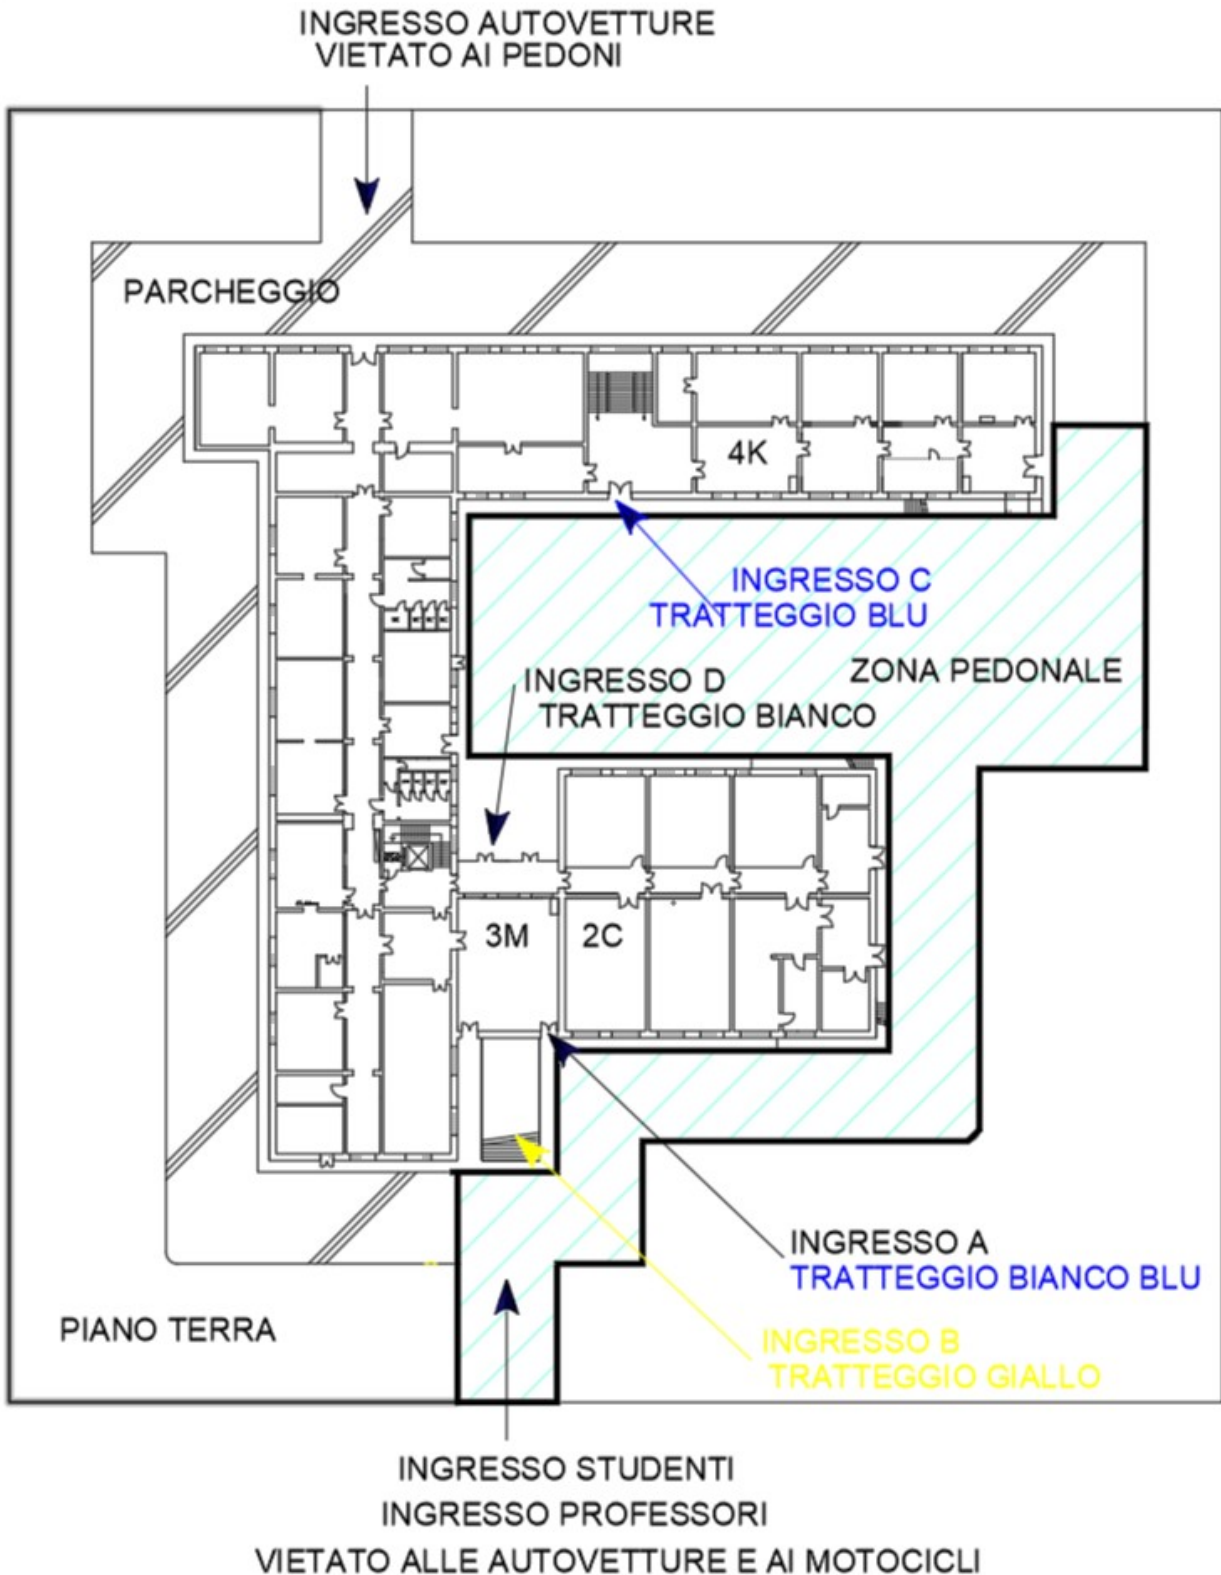 INGRESSO AUTOVETTURE
VIETATO AI PEDONI
PARCHEGGIO
4K
INGRESSO C
TRATTEGGIO BLU
ZONA PEDONALE
INGRESSO D
TRATTEGGIO BIANCO
3M
2C
INGRESSO A
TRATTEGGIO BIANCO BLU
PIANO TERRA
INGRESSO B
TRATTEGGIO GIALLO
INGRESSO STUDENTI
INGRESSO PROFESSORI
VIETATO ALLE AUTOVETTURE E AI MOTOCICLI